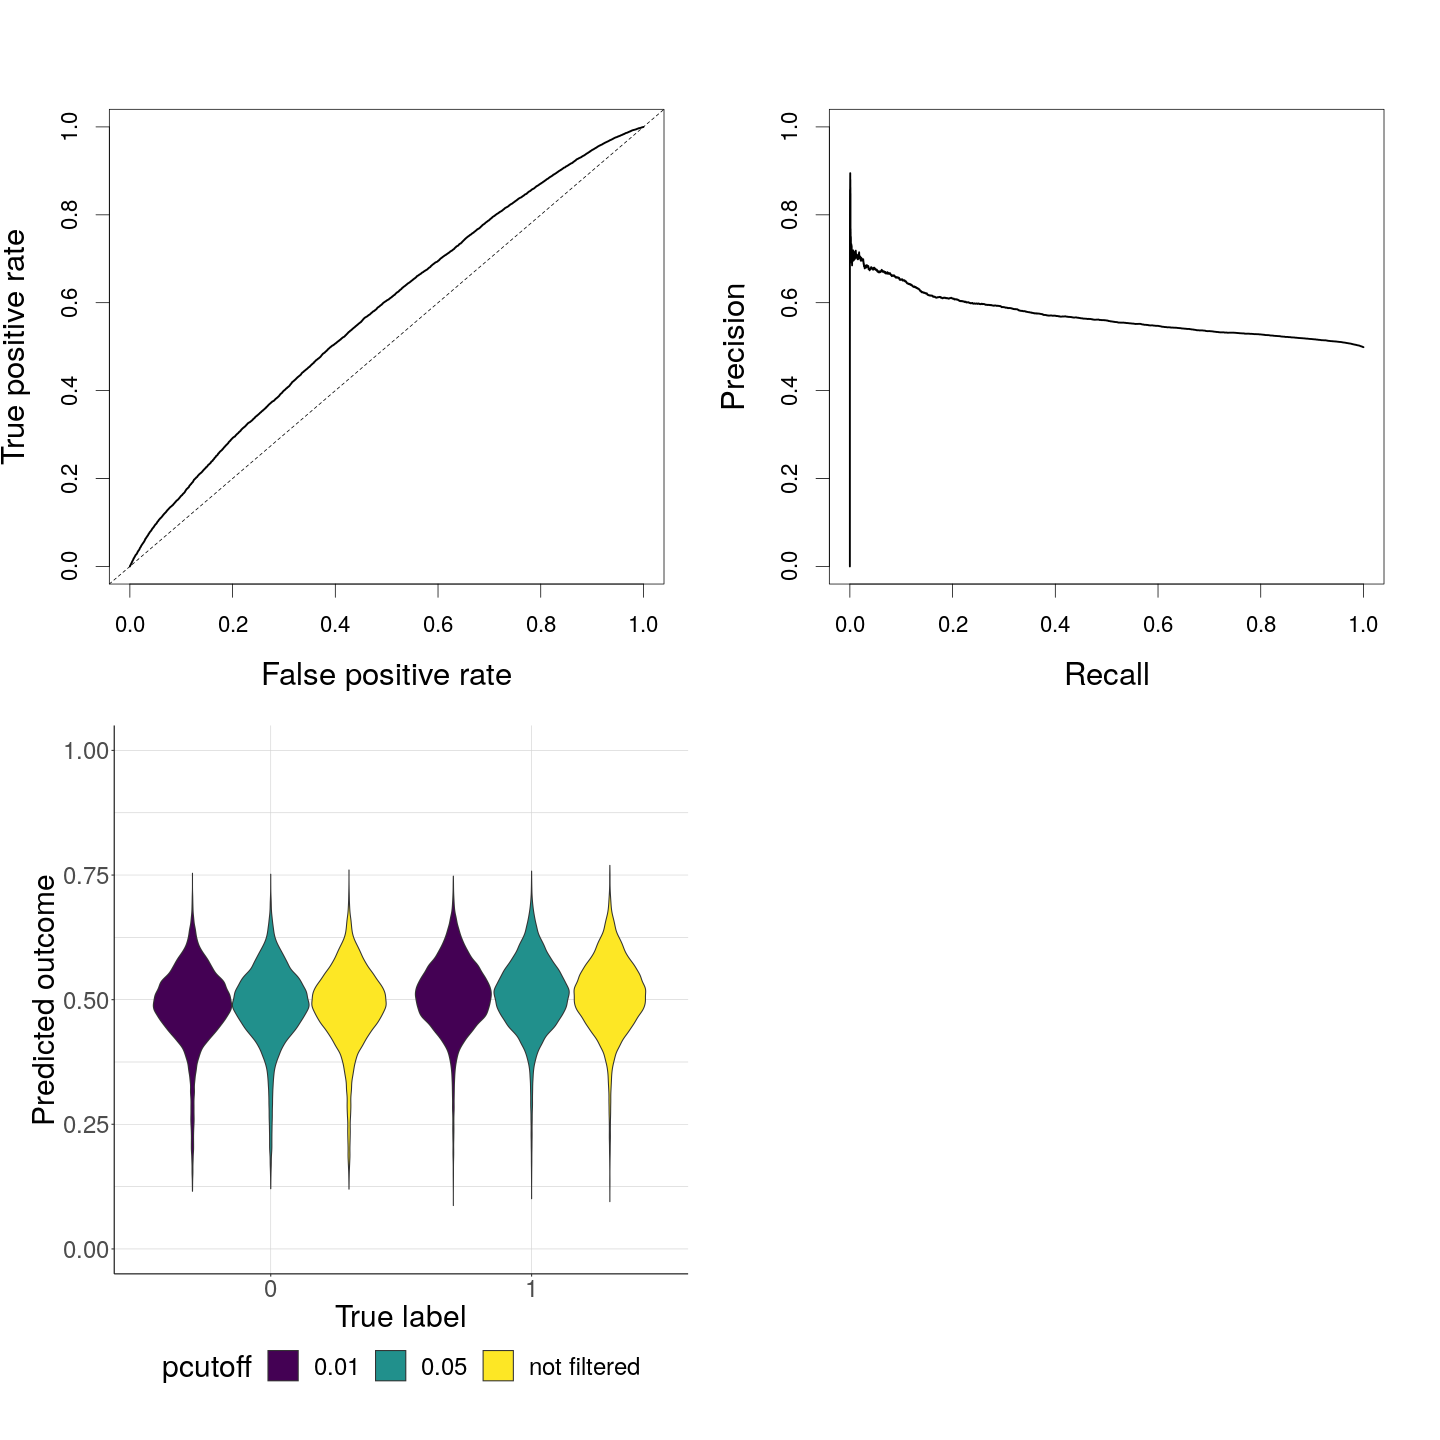 True positive rate
1.0
0.8
0.6
0.4
0.2
0.0
0.0 0.2 0.4 0.6 0.8 1.0
False positive rate
Precision
1.0
0.8
0.6
0.4
0.2
0.0
0.0 0.2 0.4 0.6 0.8 1.0
Recall
Predicted outcome
1.00
0.75
0.50
0.25
0.00
0 1
True label
pcutoff 0.01 0.05 not filtered